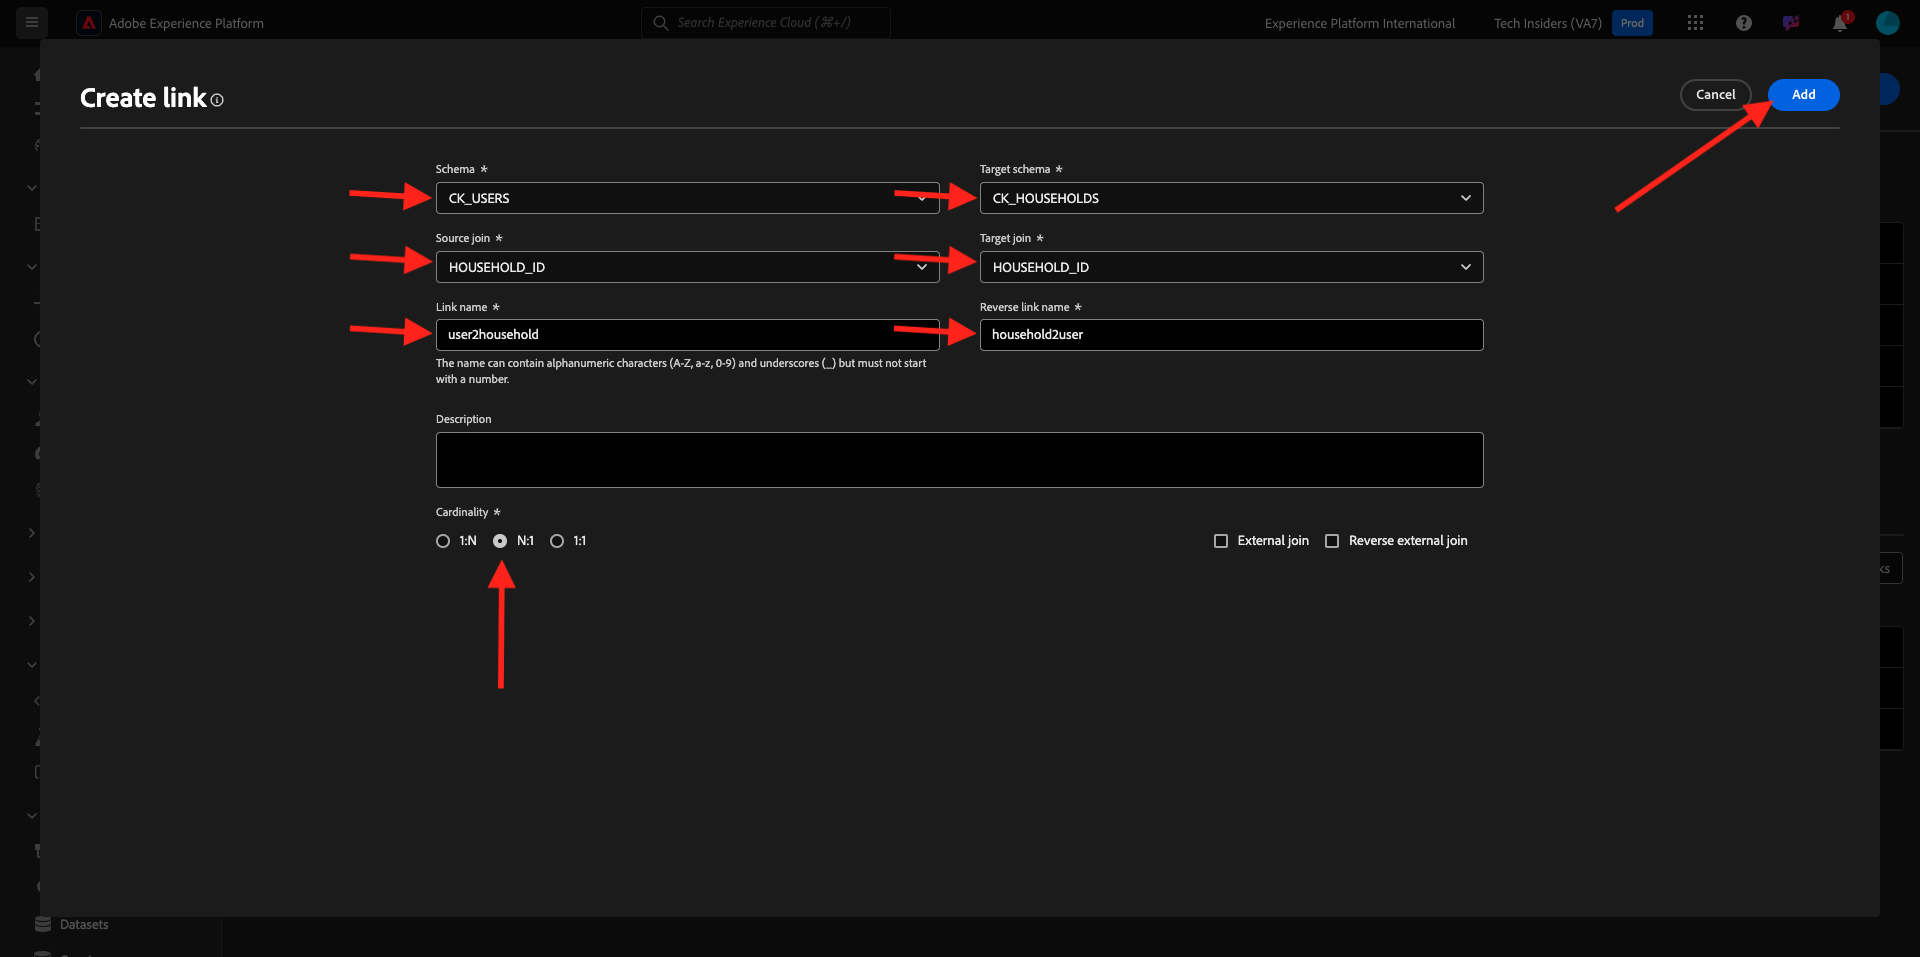 Adobe Experience Platform
Search Experience Cloud (⌘+/)
Experience Platform International
Tech Insiders (VA7)
Prod
1
Create link
Cancel
Add
Schema *
Target schema *
CK_USERS
CK_HOUSEHOLDS
Source join *
Target join *
HOUSEHOLD_ID
HOUSEHOLD_ID
Link name *
Reverse link name *
user2household
household2user
The name can contain alphanumeric characters (A-Z, a-z, 0-9) and underscores (_) but must not start
with a number.
Description
Cardinality *
1:N
N:1
1:1
External join
Reverse external join
ks
Datasets